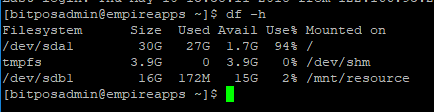 [bitposadmin@empireapps ~]$ df -h
Filesystem Size Used Avail Use% Mounted on
/dev/sda1 30G 27G 1.7G 94% /
tmpfs 3.9G 0 3.9G 0% /dev/shm
/dev/sdb1 16G 172M 15G 2% /mnt/resource
[bitposadmin@empireapps ~]$